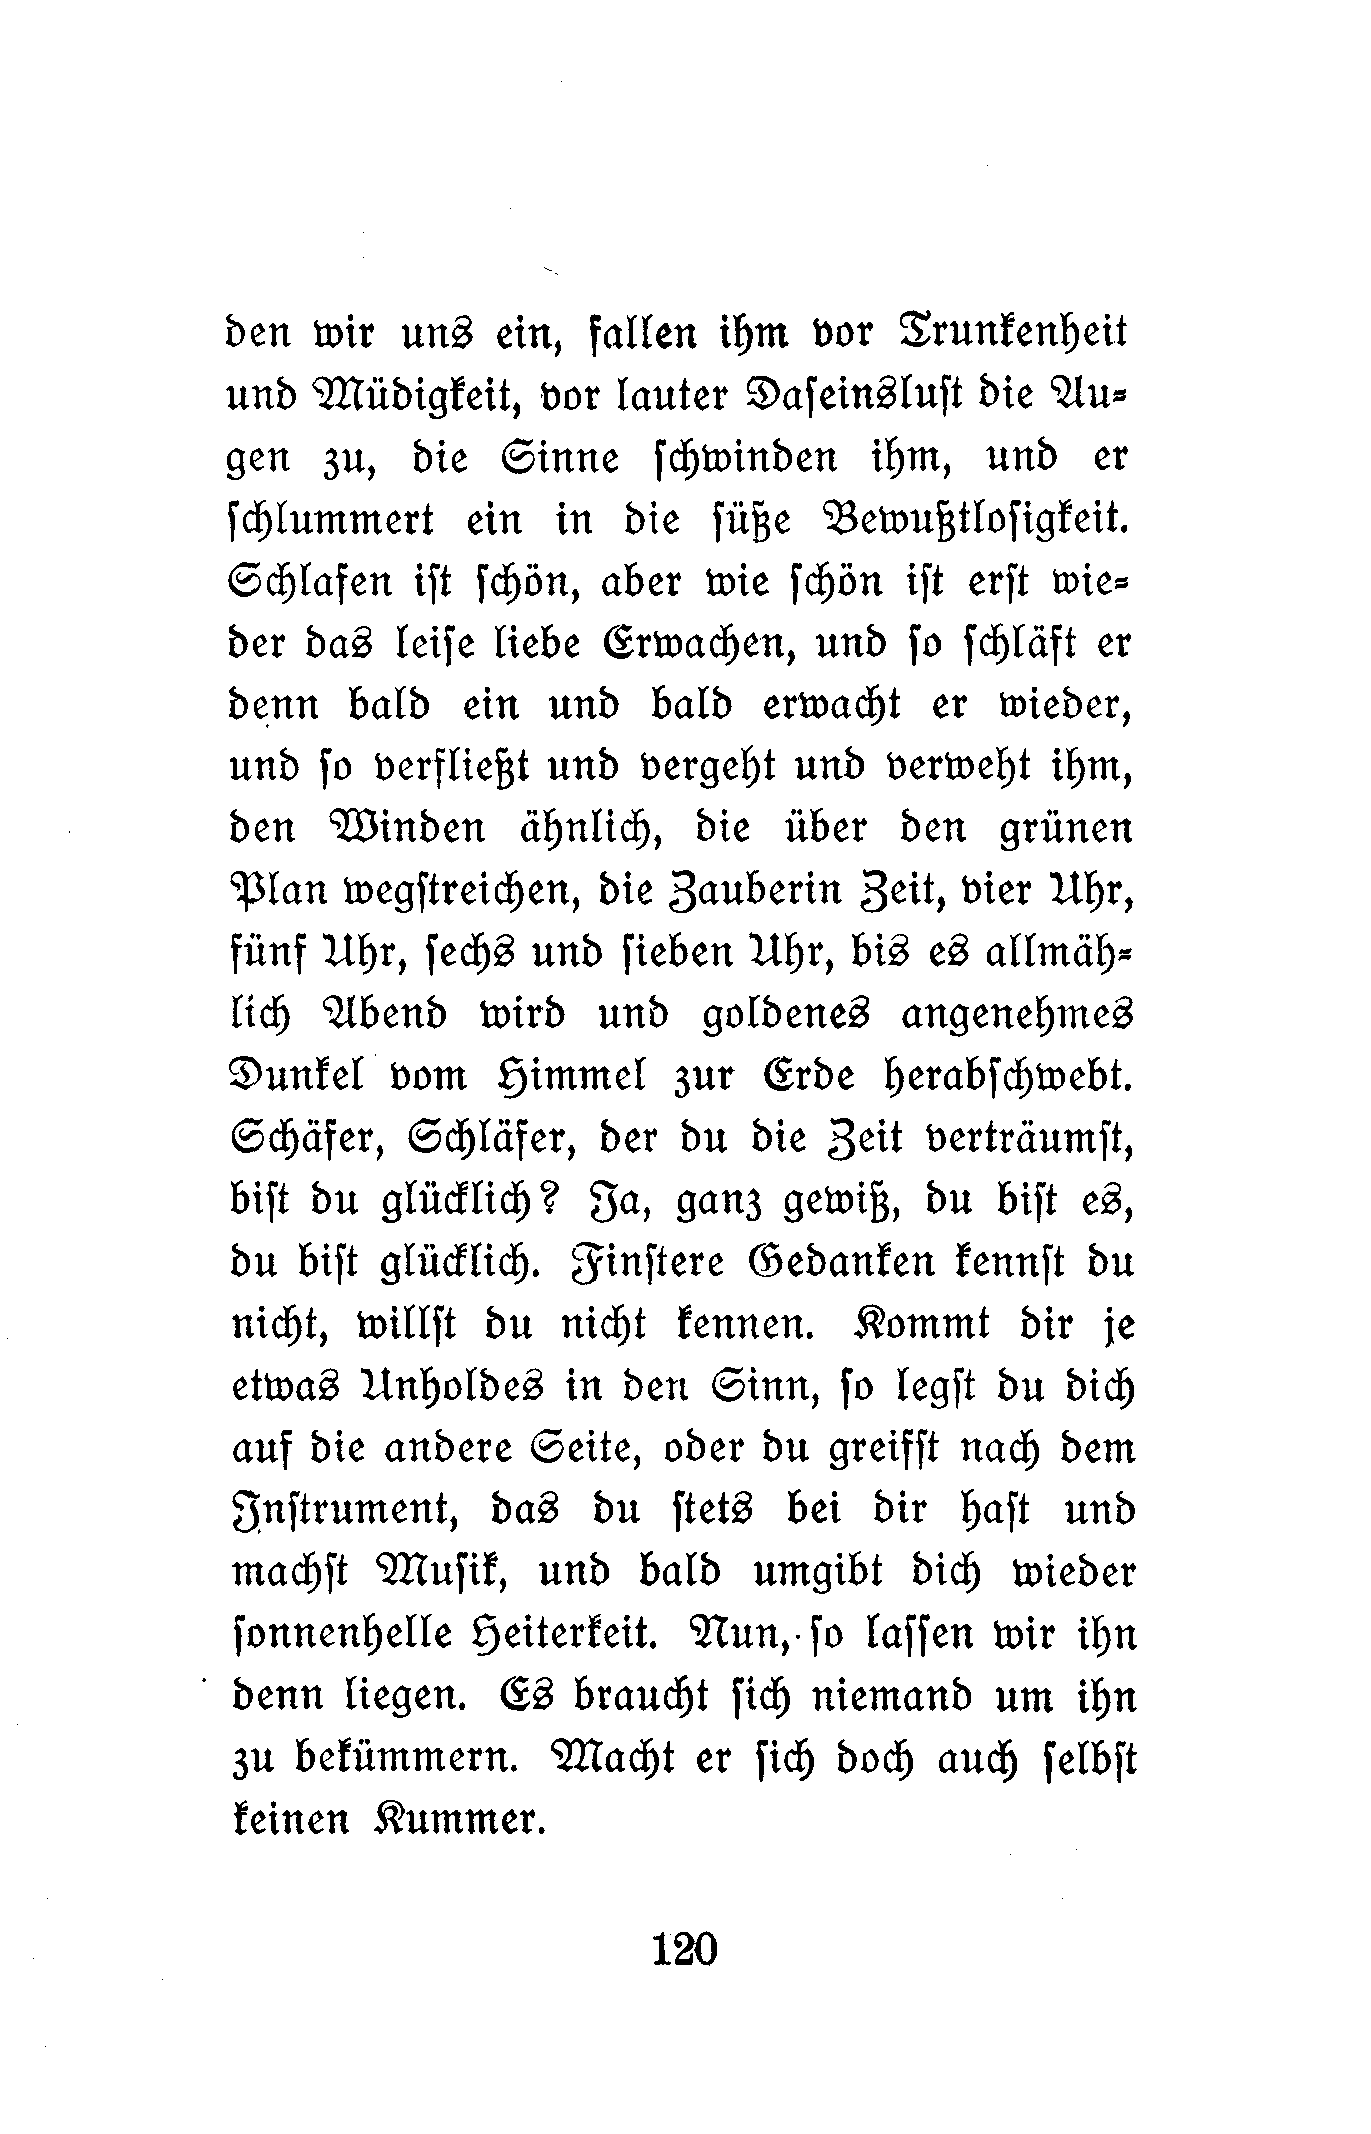 den wir uns ein, fallen ihm vor Trunkenheit
und Müdigkeit, vor lauter Daseinslust die Au-
gen zu, die Sinne schwinden ihm, und er
schlummert ein in die süße Bewußtlosigkeit.
Schlafen ist schön, aber wie schön ist erst wie-
der das leise liebe Erwachen, und so schläft er
denn bald ein und bald erwacht er wieder,
und so verfließt und vergeht und verweht ihm,
den Winden ähnlich, die über den grünen
Plan wegstreichen, die Zauberin Zeit, vier Uhr,
fünf Uhr, sechs und sieben Uhr, bis es allmäh-
lich Abend wird und goldenes angenehmes
Dunkel vom Himmel zur Erde herabschwebt.
Schäfer, Schläfer, der du die Zeit verträumst,
bist du glücklich? Ja, ganz gewiß, du bist es,
du bist glücklich. Finstere Gedanken kennst du
nicht, willst du nicht kennen. Kommt dir je
etwas Unholdes in den Sinn, so legst du dich
auf die andere Seite, oder du greifst nach dem
Instrument, das du stets bei dir hast und
machst Musik, und bald umgibt dich wieder
sonnenhelle Heiterkeit. Nun, so lassen wir ihn
denn liegen. Es braucht sich niemand um ihn
zu bekümmern. Macht er sich doch auch selbst
keinen Kummer.
120